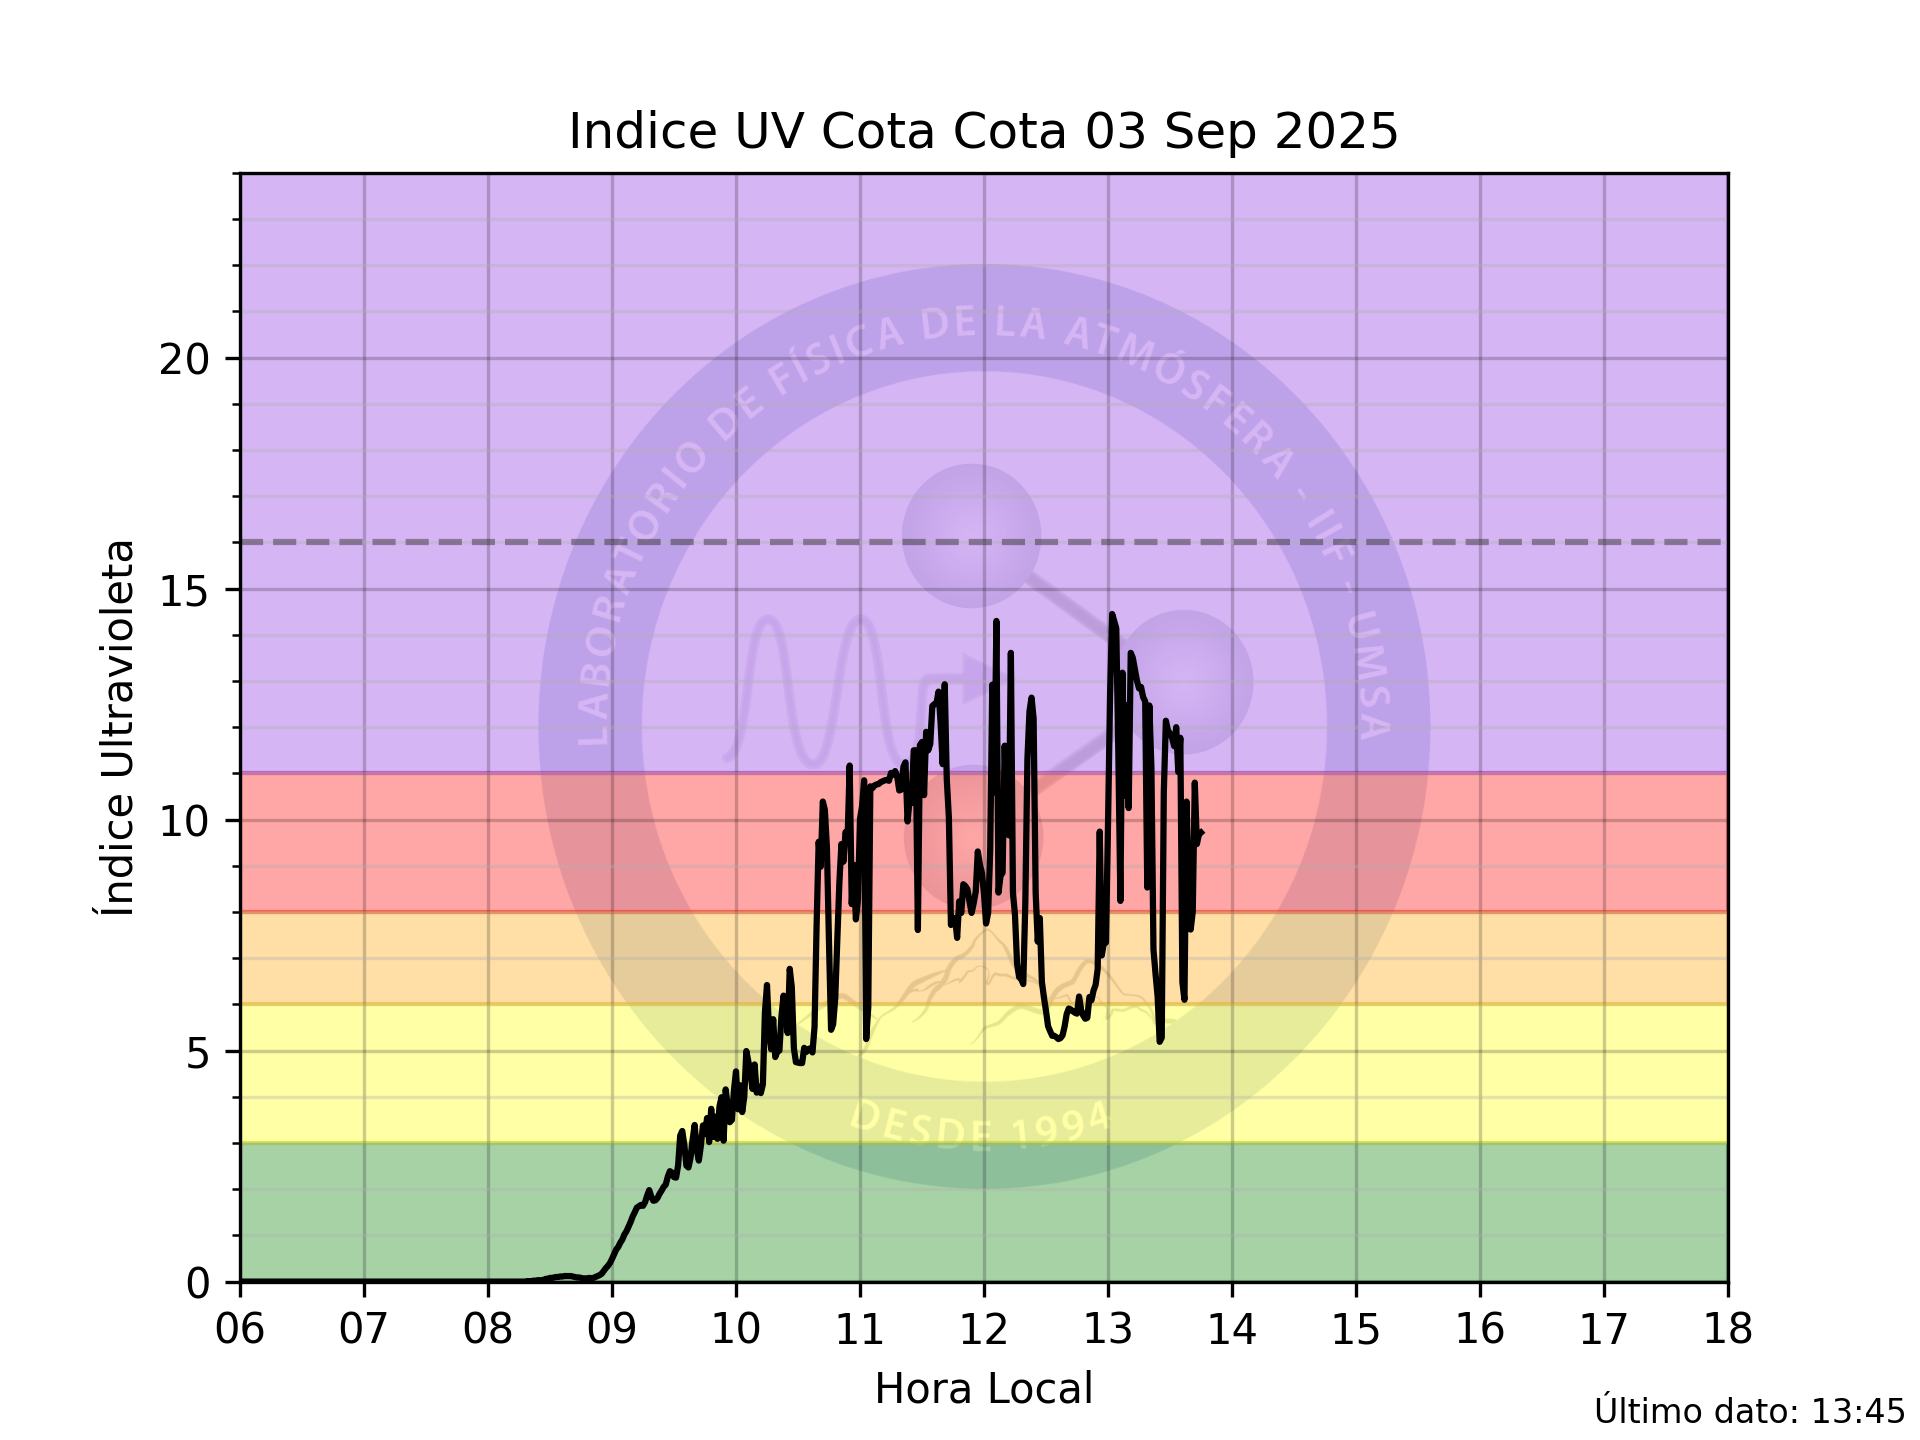 Indice UV Cota Cota 03 Sep 2025
20
15
10
5
0
Índice Ultravioleta
LABORATORIO DE FÍSICA DE LA ATMÓSFERA - IIF - UMSA
DESDE 1994
06 07 08 09 10 11 12 13 14 15 16 17 18
Hora Local
Último dato: 13:45